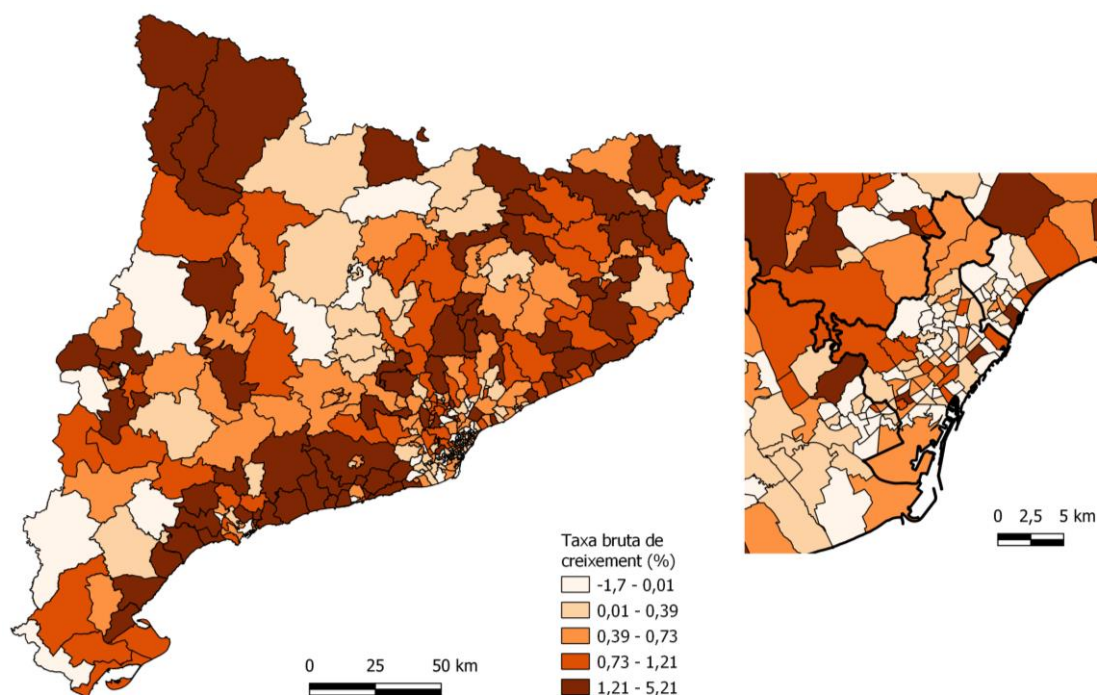 Taxa bruta de
creixement (%)
-1,7 - 0,01
0,01 - 0,39
0,39 - 0,73
0,73 - 1,21
1,21 - 5,21
0 25 50 km
0 2,5 5 km